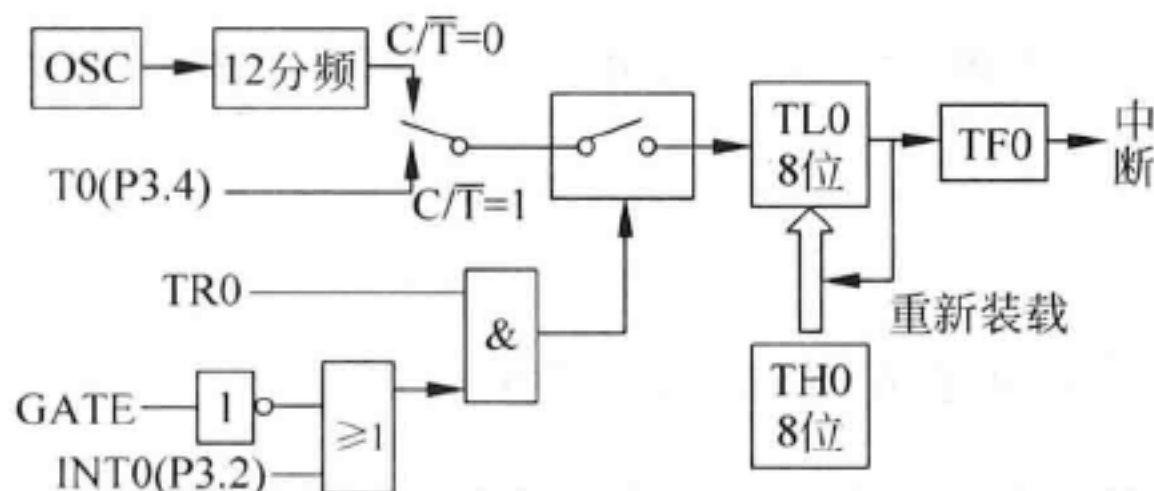 OSC
12分频
C/T̅=0
T0(P3.4)
C/T̅=1
TL0
8位
TF0
中
断
TR0
&
重新装载
TH0
8位
GATE
1
≥1
INT0(P3.2)